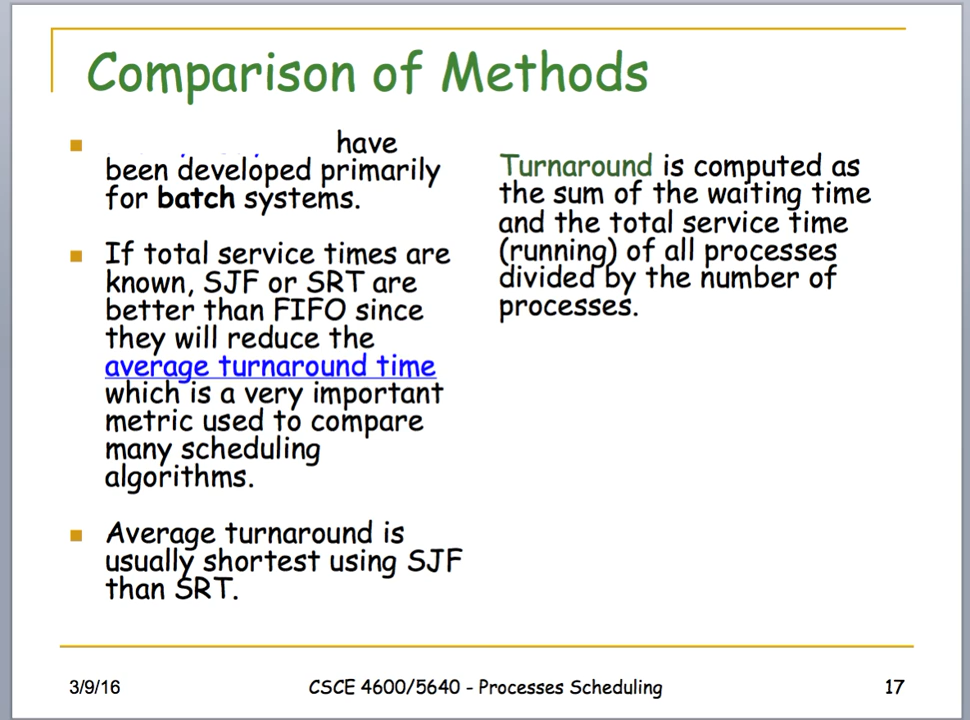 Comparison of Methods
have
been developed primarily
for batch systems.
If total service times are
known, SJF or SRT are
better than FIFO since
they will reduce the
average turnaround time
which is a very important
metric used to compare
many scheduling
algorithms.
Average turnaround is
usually shortest using SJF
than SRT.
Turnaround is computed as
the sum of the waiting time
and the total service time
(running) of all processes
divided by the number of
processes.
3/9/16
CSCE 4600/5640 - Processes Scheduling
17